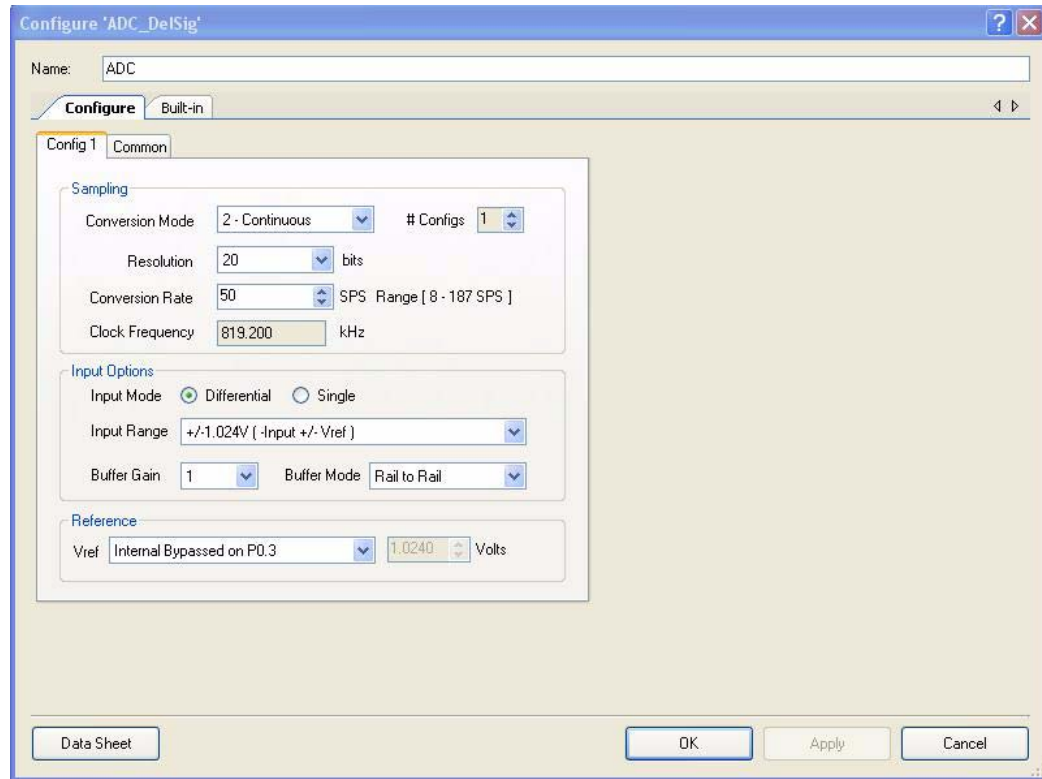 Configure 'ADC_DelSig'
Name: ADC
Configure Built-in
Config 1 Common
Sampling
Conversion Mode 2 - Continuous # Configs 1
Resolution 20 bits
Conversion Rate 50 SPS Range [ 8 - 187 SPS ]
Clock Frequency 819.200 kHz
Input Options
Input Mode Differential Single
Input Range +/-1.024V ( -Input +/- Vref )
Buffer Gain 1 Buffer Mode Rail to Rail
Reference
Vref Internal Bypassed on P0.3 1.0240 Volts
Data Sheet OK Apply Cancel